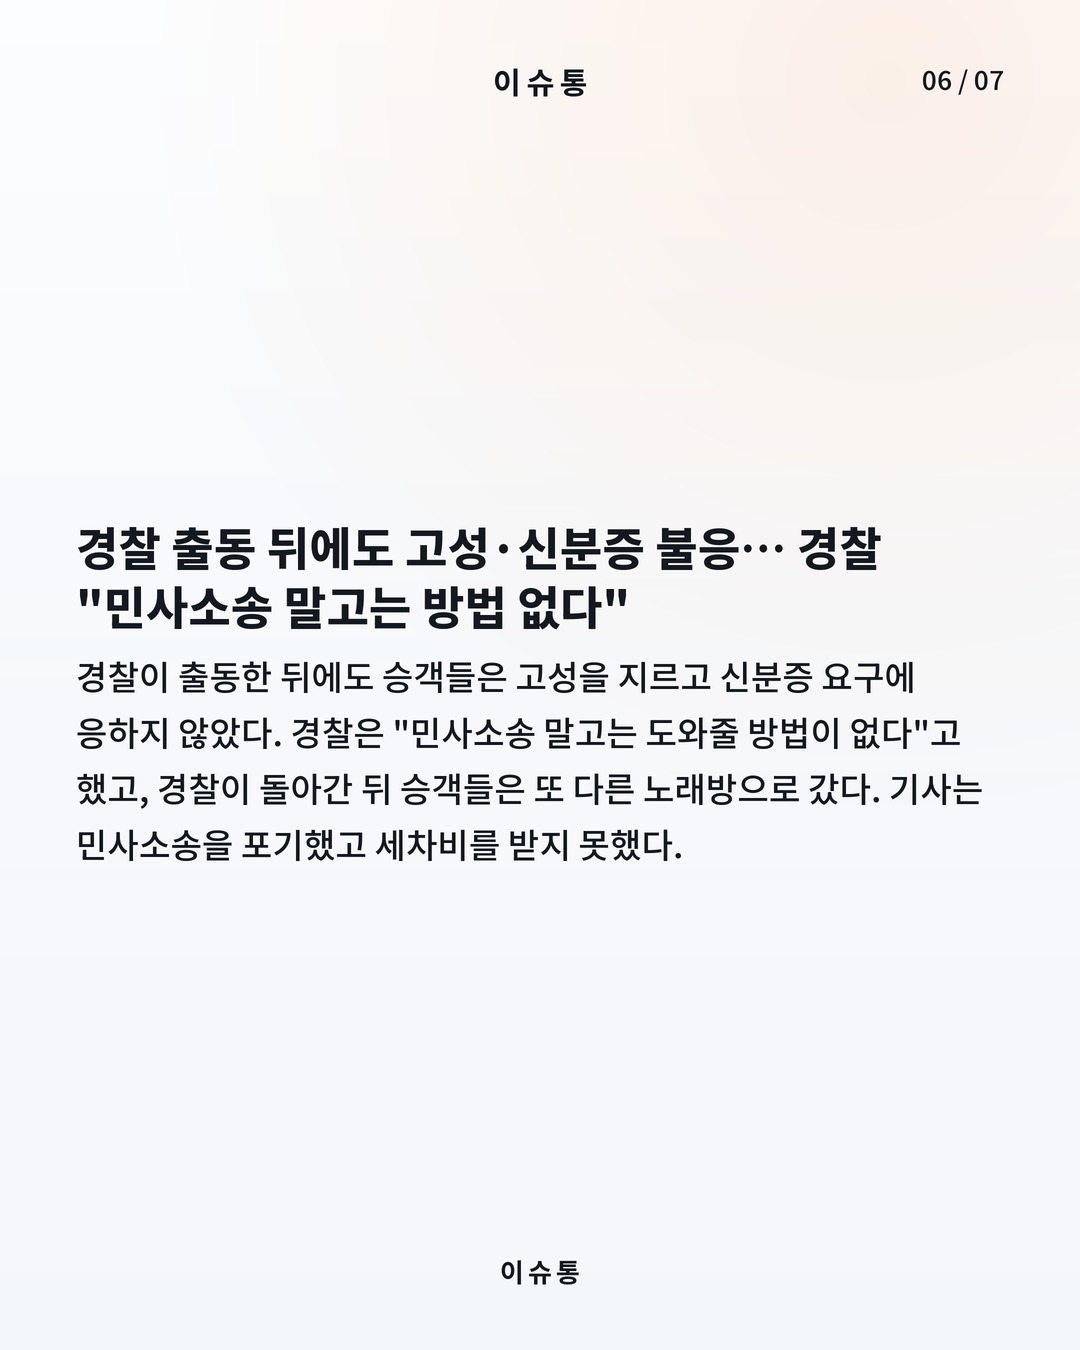 이슈통
06 / 07
경찰 출동 뒤에도 고성·신분증 불응… 경찰
"민사소송 말고는 방법 없다"
경찰이 출동한 뒤에도 승객들은 고성을 지르고 신분증 요구에
응하지 않았다. 경찰은 "민사소송 말고는 도와줄 방법이 없다"고
했고, 경찰이 돌아간 뒤 승객들은 또 다른 노래방으로 갔다. 기사는
민사소송을 포기했고 세차비를 받지 못했다.
이슈통